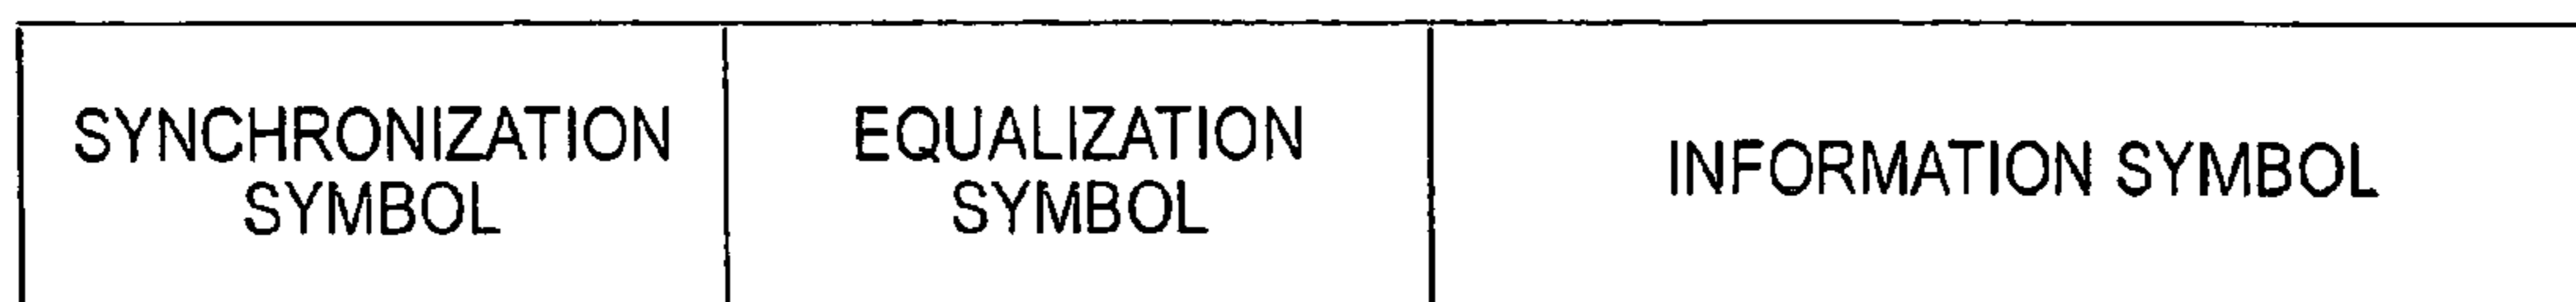 SYNCHRONIZATION
SYMBOL
EQUALIZATION
SYMBOL
INFORMATION SYMBOL